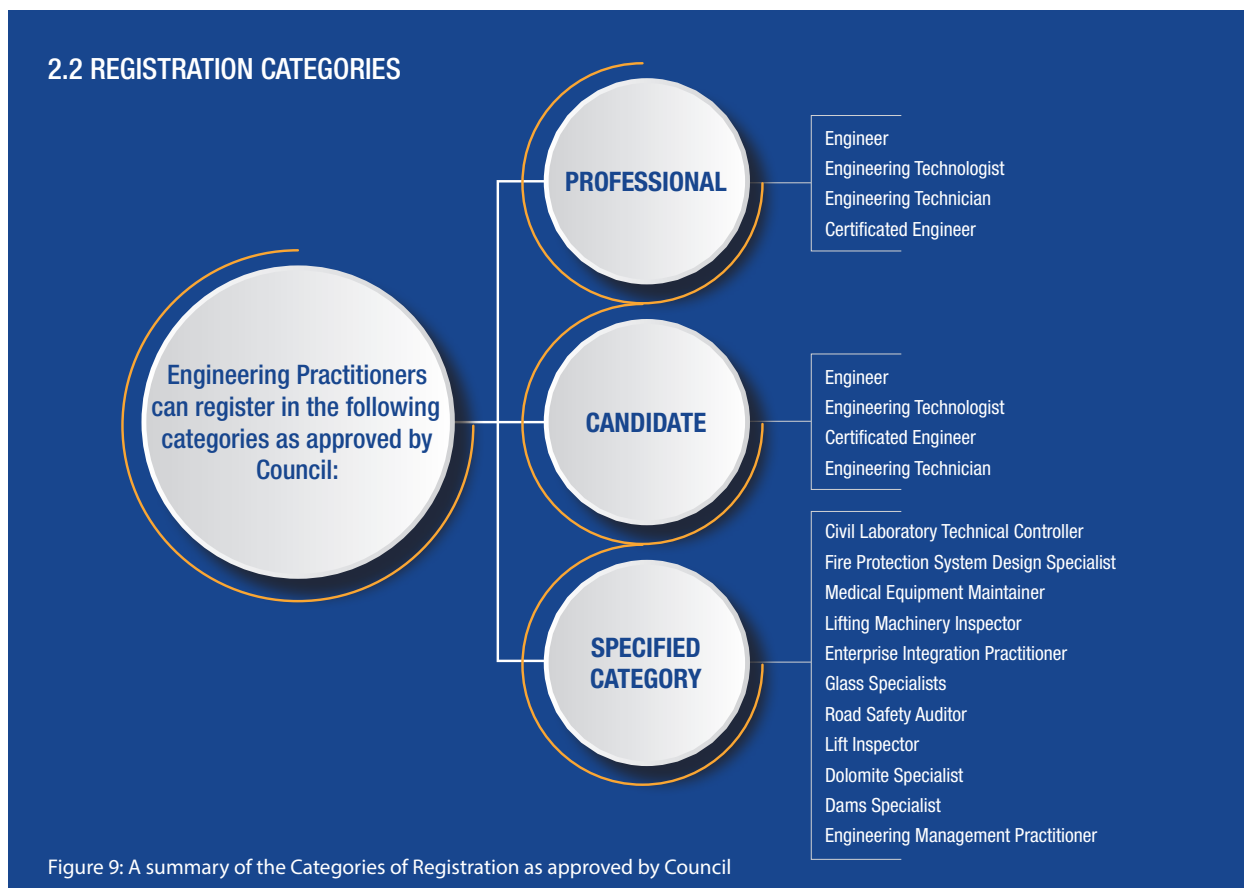 2.2 REGISTRATION CATEGORIES
Engineering Practitioners
can register in the following
categories as approved by
Council:
PROFESSIONAL
Engineer
Engineering Technologist
Engineering Technician
Certificated Engineer
CANDIDATE
Engineer
Engineering Technologist
Certificated Engineer
Engineering Technician
SPECIFIED
CATEGORY
Civil Laboratory Technical Controller
Fire Protection System Design Specialist
Medical Equipment Maintainer
Lifting Machinery Inspector
Enterprise Integration Practitioner
Glass Specialists
Road Safety Auditor
Lift Inspector
Dolomite Specialist
Dams Specialist
Engineering Management Practitioner
Figure 9: A summary of the Categories of Registration as approved by Council